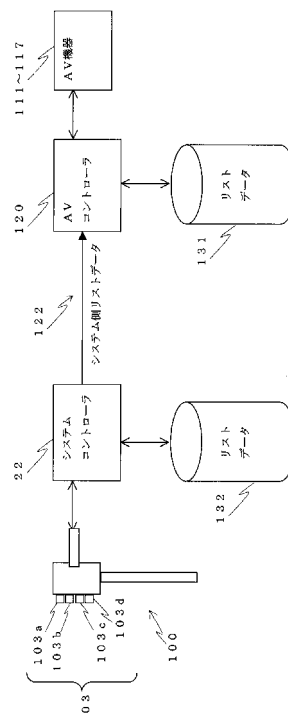 103a
103b
103c
103d
03
100
22
システム
コントローラ
リスト
データ
132
122
システム側リストデータ
120
AV
コントローラ
リスト
データ
131
111〜117
AV機器